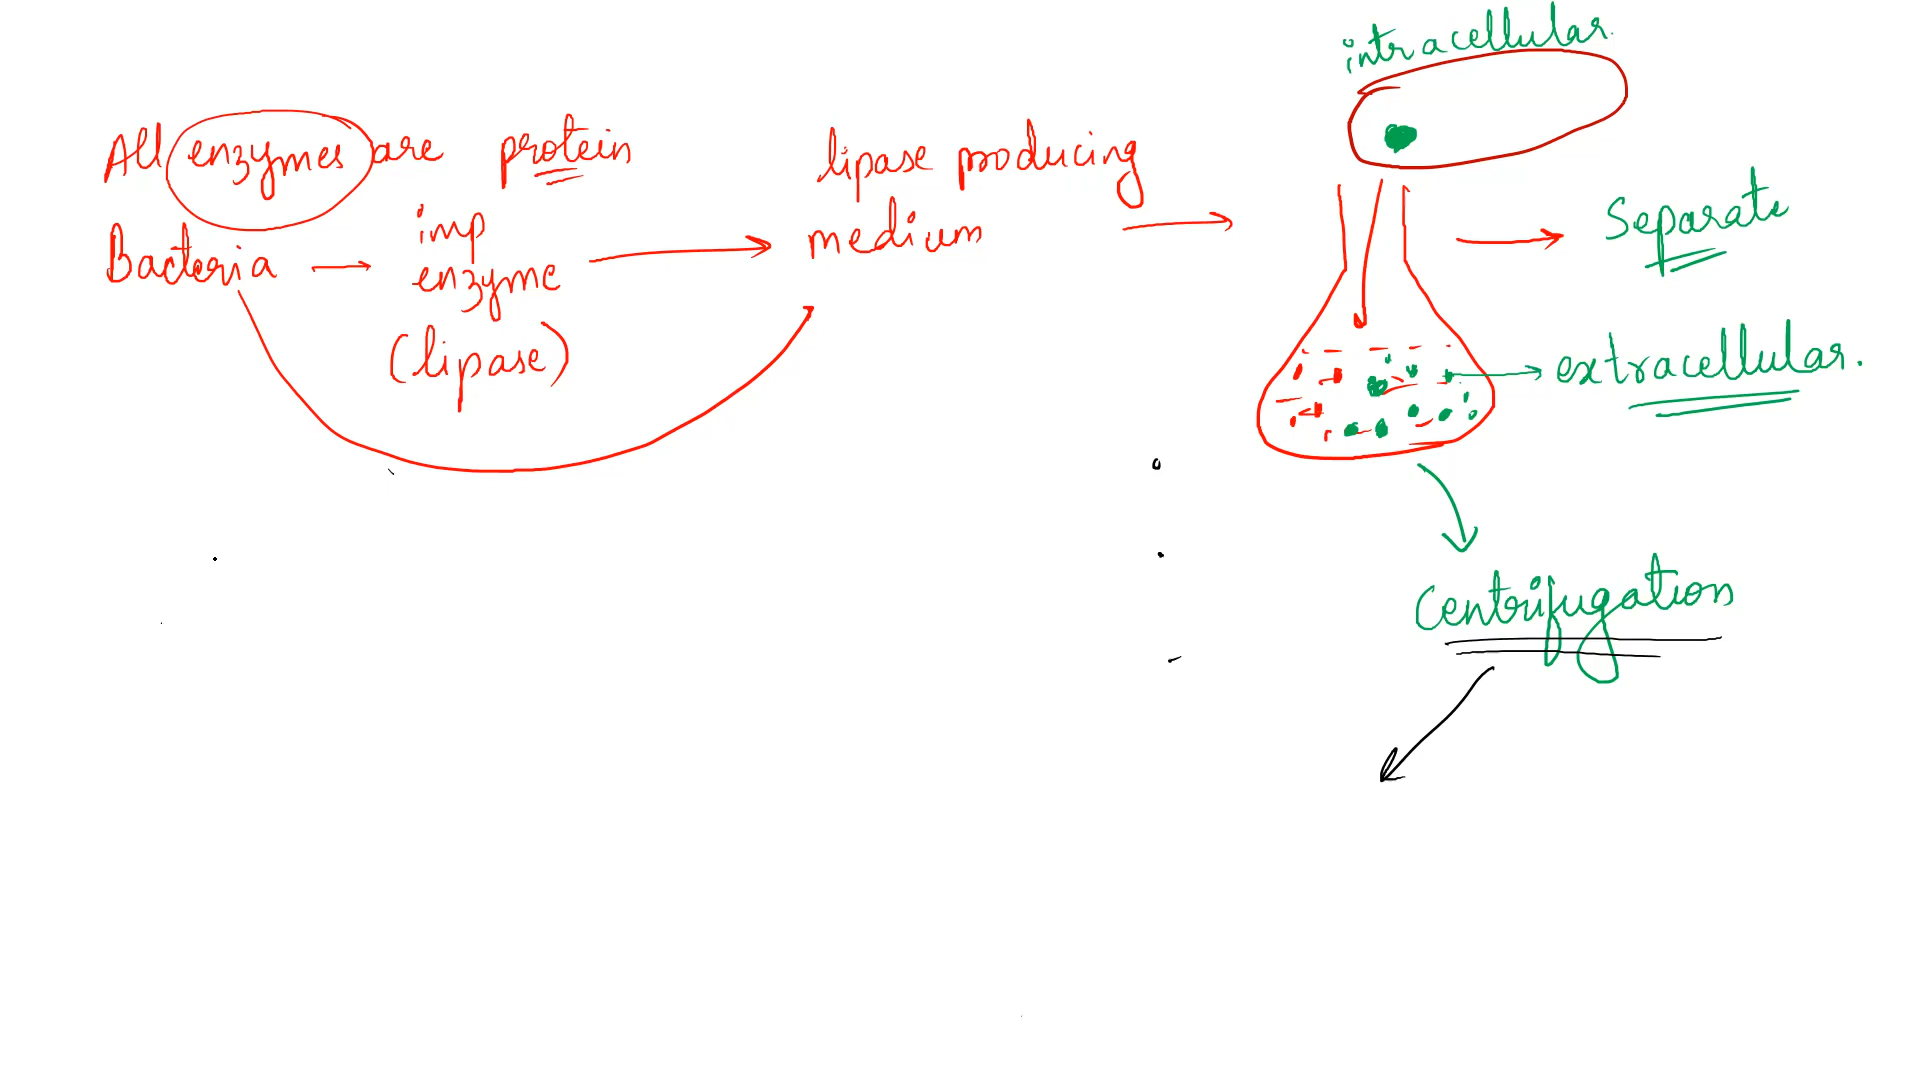 intracellular.
All enzymes are protein
lipase producing
medium
Bacteria
imp
enzyme
(lipase)
Separate
extracellular.
Centrifugation